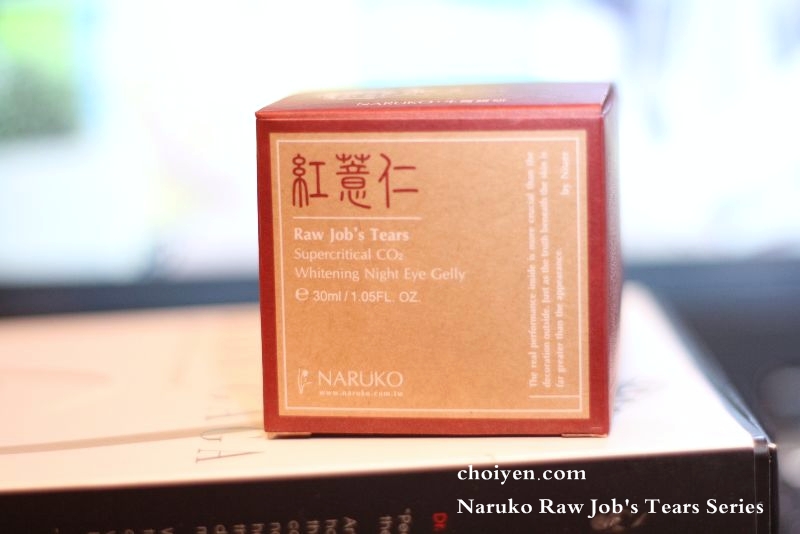 NARUKO
紅薏仁
Raw Job's Tears
Supercritical CO₂
Whitening Night Eye Gelly
℮ 30ml / 1.05FL. OZ.
NARUKO
www.naruko.com.tw
The real performance inside is more crucial than the
decoration outside. Just as the truth beneath the skin is
far greater than the appearance.
by Niuer
choiyen.com
Naruko Raw Job's Tears Series